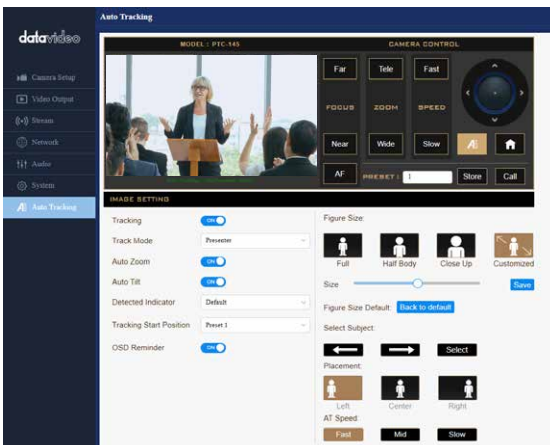 datavideo
Camera Setup
Video Output
Stream
Network
Audio
System
Auto Tracking
Auto Tracking
MODEL : PTC-145
CAMERA CONTROL
Far
Tele
Fast
FOCUS
ZOOM
SPEED
Near
Wide
Slow
AF
PRESET :
1
Store
Call
IMAGE SETTING
Tracking
ON
Track Mode
Presenter
Auto Zoom
ON
Auto Tilt
ON
Detected Indicator
Default
Tracking Start Position
Preset 1
OSD Reminder
ON
Figure Size:
Full
Half Body
Close Up
Customized
Size
Save
Figure Size Default:
Back to default
Select Subject:
Select
Placement:
Left
Center
Right
AT Speed:
Fast
Mid
Slow